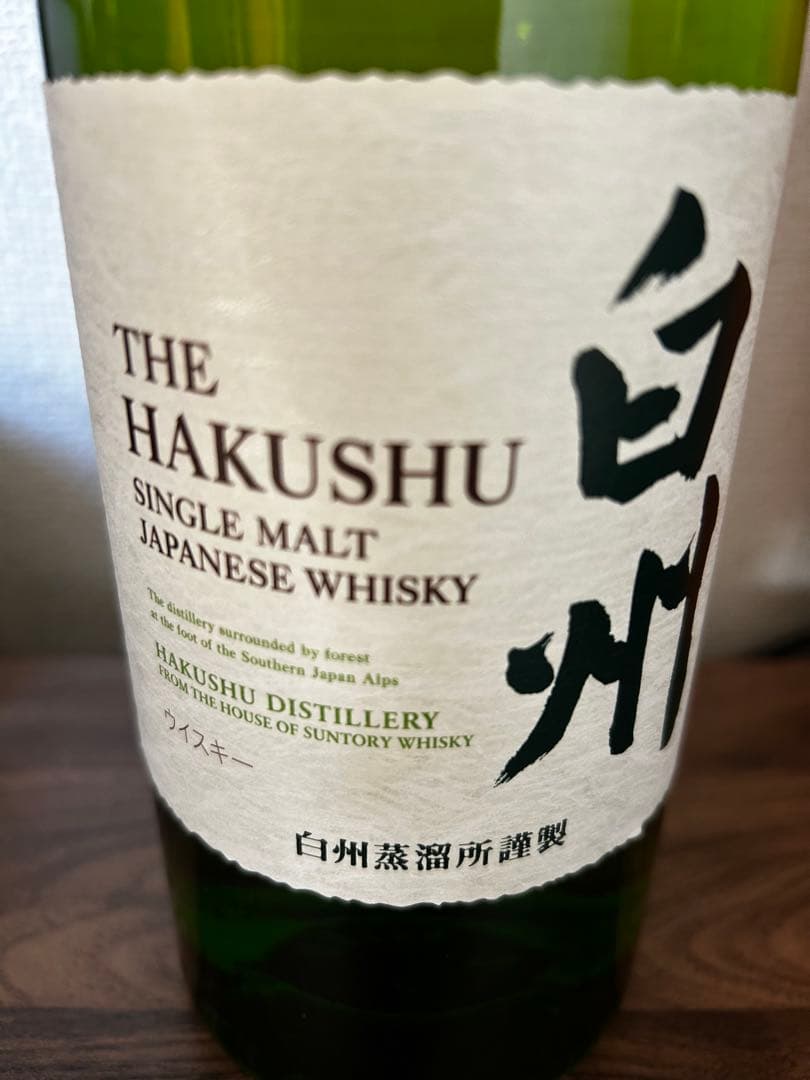 THE
HAKUSHU
SINGLE MALT
JAPANESE WHISKY
The distillery surrounded by forest
at the foot of the Southern Japan Alps
HAKUSHU DISTILLERY
FROM THE HOUSE OF SUNTORY WHISKY
ウイスキー
白州
白州蒸溜所謹製